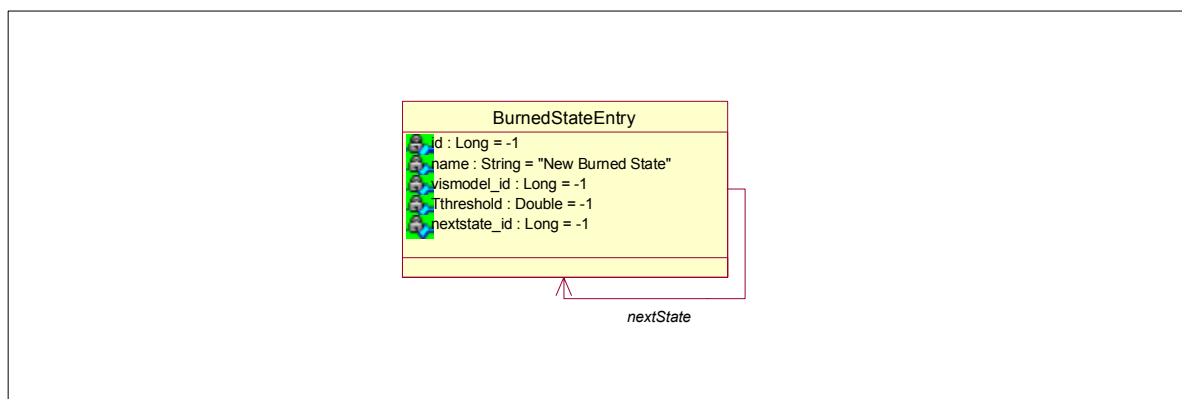 BurnedStateEntry
id : Long = -1
name : String = "New Burned State"
vismodel_id : Long = -1
Tthreshold : Double = -1
nextstate_id : Long = -1
nextState